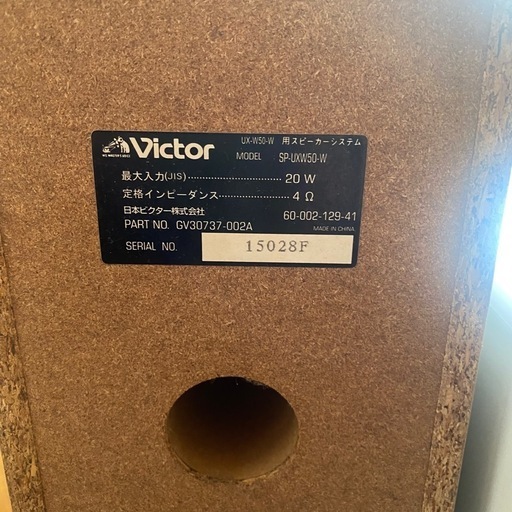 UX-W50-W 用スピーカーシステム
Victor MODEL SP-UXW50-W
最大入力(JIS)..............................20 W
定格インピーダンス.....................4 Ω
日本ビクター株式会社 60-002-129-41
PART NO. GV30737-002A MADE IN CHINA
SERIAL NO. 15028F